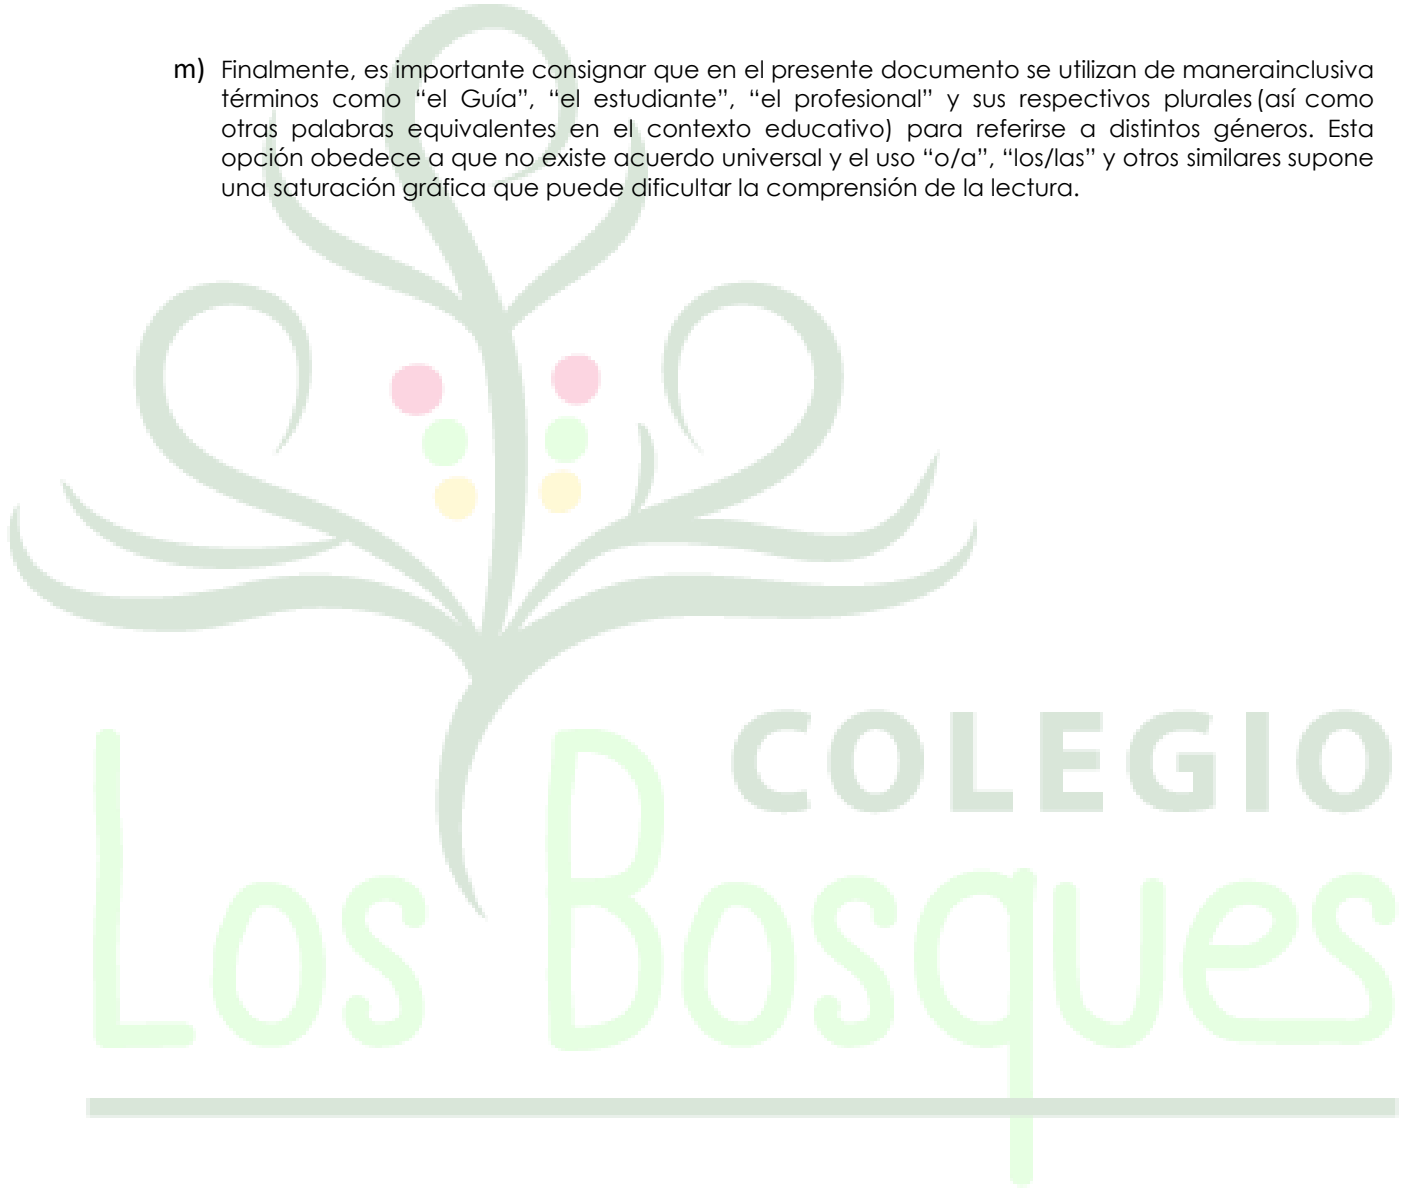 m) Finalmente, es importante consignar que en el presente documento se utilizan de manerainclusiva
términos como “el Guía”, “el estudiante”, “el profesional” y sus respectivos plurales (así como
otras palabras equivalentes en el contexto educativo) para referirse a distintos géneros. Esta
opción obedece a que no existe acuerdo universal y el uso “o/a”, “los/las” y otros similares supone
una saturación gráfica que puede dificultar la comprensión de la lectura.
COLEGIO
Los Bosques